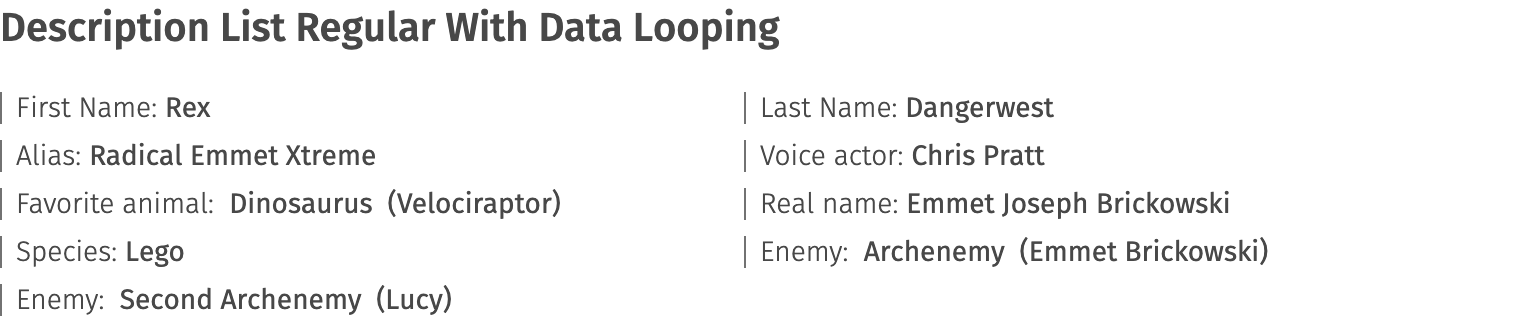 Description List Regular With Data Looping
First Name: Rex
Last Name: Dangerwest
Alias: Radical Emmet Xtreme
Voice actor: Chris Pratt
Favorite animal: Dinosaurus (Velociraptor)
Real name: Emmet Joseph Brickowski
Species: Lego
Enemy: Archenemy (Emmet Brickowski)
Enemy: Second Archenemy (Lucy)